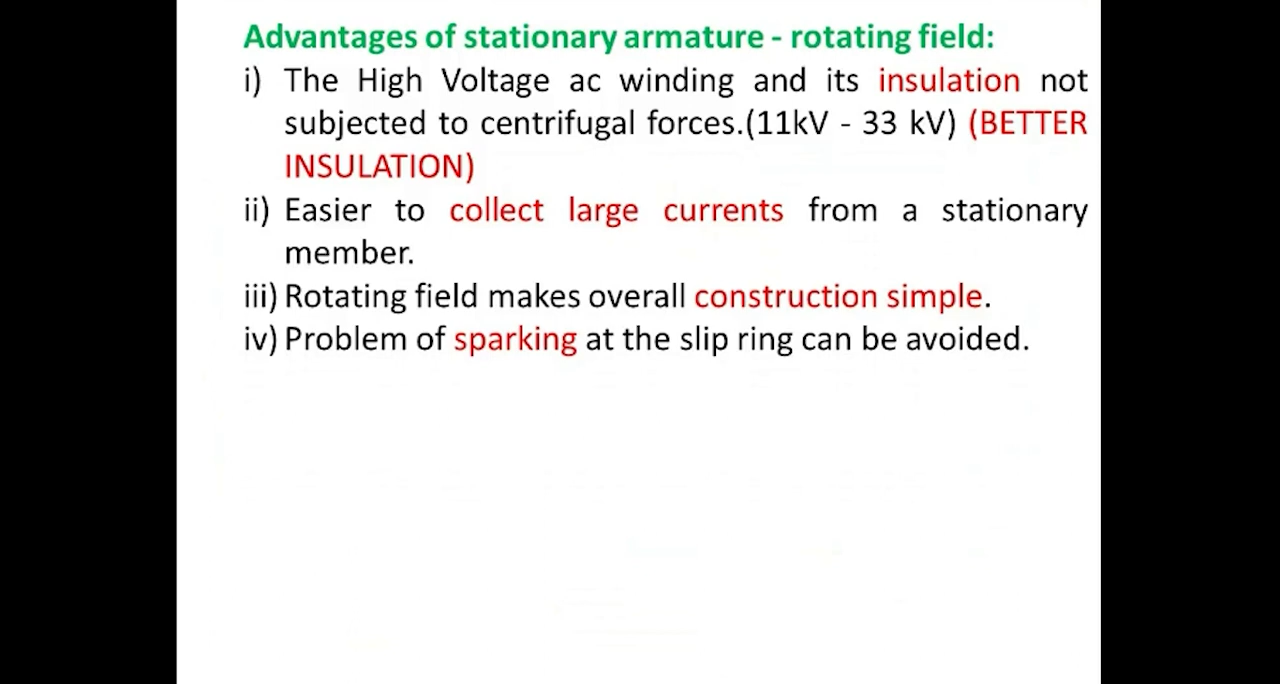 Advantages of stationary armature - rotating field:
i) The High Voltage ac winding and its insulation not
subjected to centrifugal forces.(11kV - 33 kV) (BETTER
INSULATION)
ii) Easier to collect large currents from a stationary
member.
iii) Rotating field makes overall construction simple.
iv) Problem of sparking at the slip ring can be avoided.